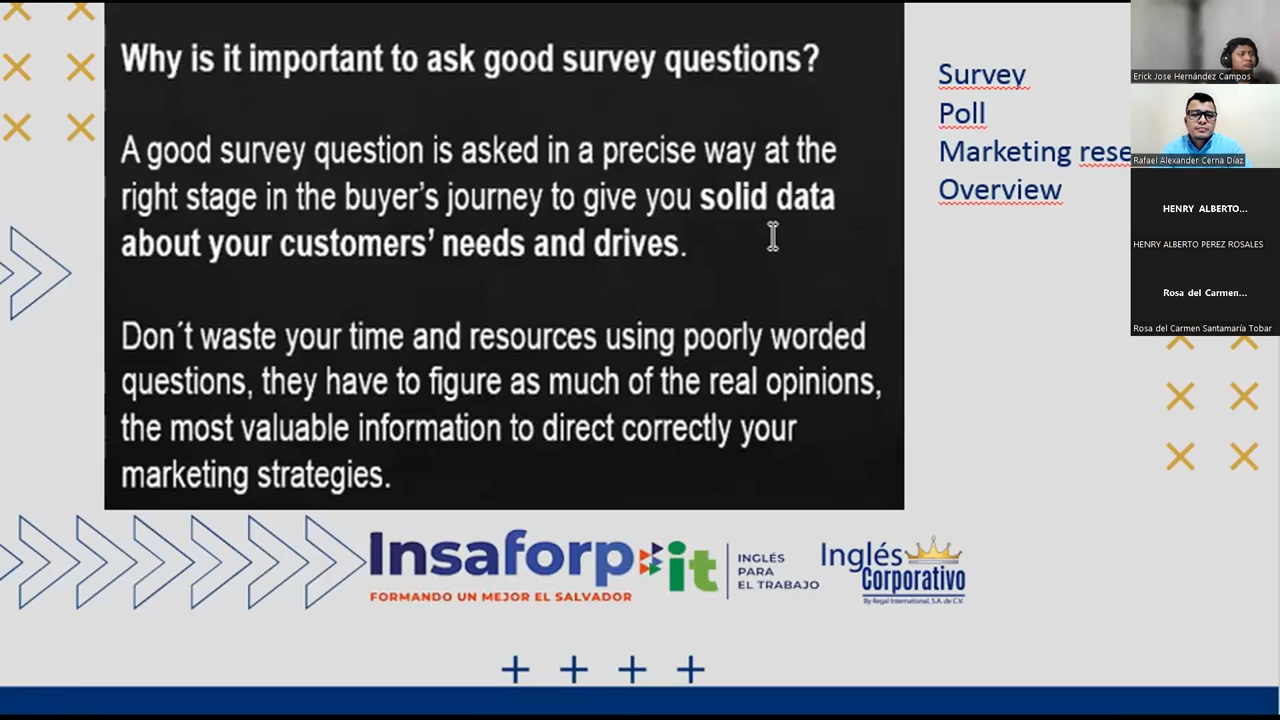 Why is it important to ask good survey questions?
A good survey question is asked in a precise way at the
right stage in the buyer’s journey to give you solid data
about your customers’ needs and drives.
Don´t waste your time and resources using poorly worded
questions, they have to figure as much of the real opinions,
the most valuable information to direct correctly your
marketing strategies.
Survey
Poll
Marketing rese
Overview
Erick Jose Hernández Campos
Rafael Alexander Cerna Díaz
HENRY ALBERTO...
HENRY ALBERTO PEREZ ROSALES
Rosa del Carmen...
Rosa del Carmen Santamaría Tobar
Insaforp it
FORMANDO UN MEJOR EL SALVADOR
INGLÉS
PARA
EL TRABAJO
Inglés
Corporativo
By Regal International, S.A. de C.V.